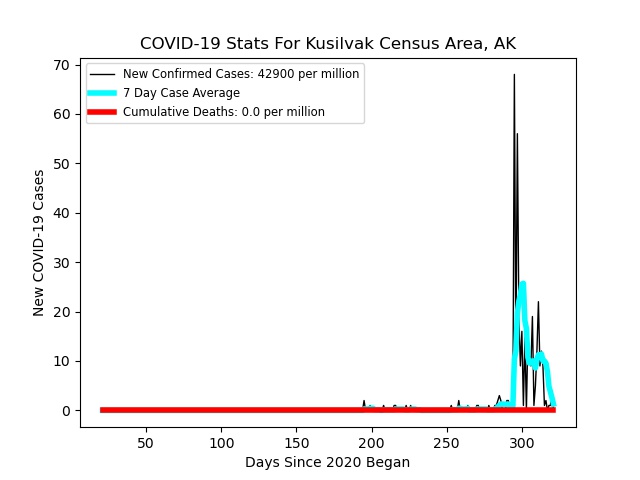 COVID-19 Stats For Kusilvak Census Area, AK
New Confirmed Cases: 42900 per million
7 Day Case Average
Cumulative Deaths: 0.0 per million
New COVID-19 Cases
70
60
50
40
30
20
10
0
50 100 150 200 250 300
Days Since 2020 Began